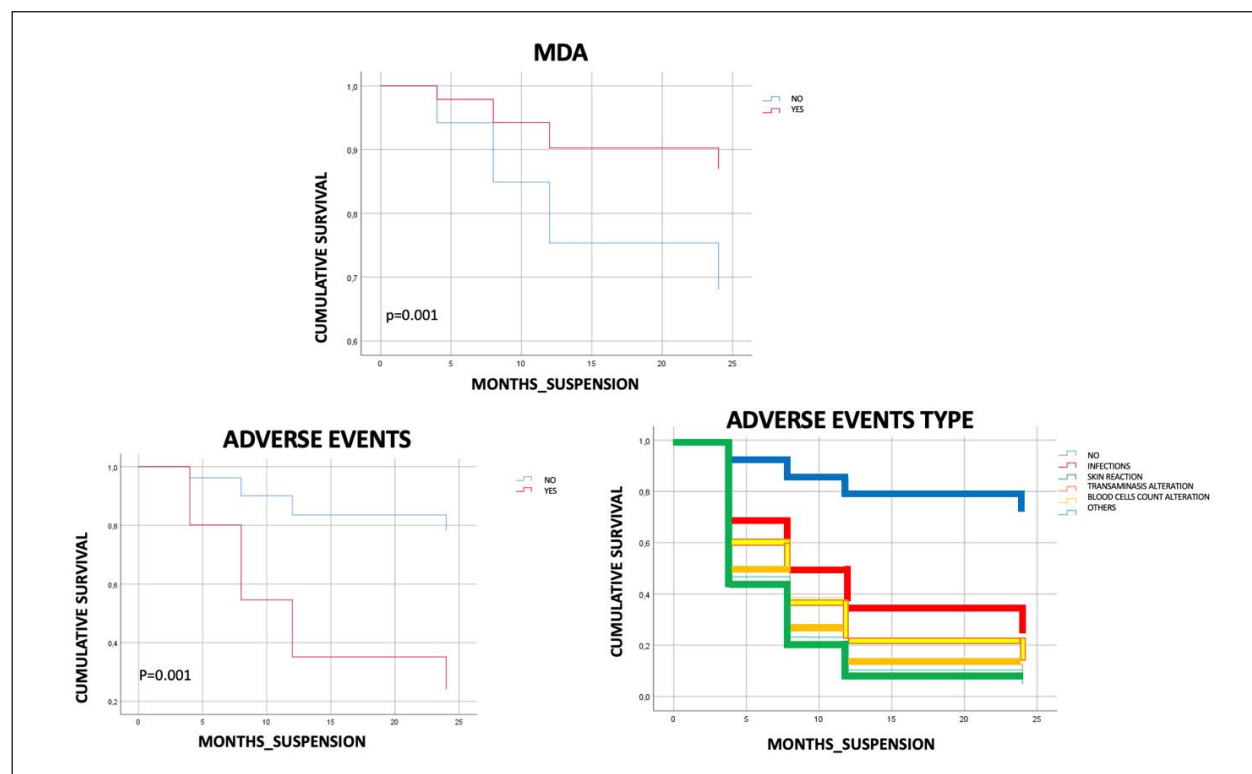 MDA
1,0
0,9
0,8
0,7
0,6
CUMULATIVE SURVIVAL
p=0.001
0 5 10 15 20 25
MONTHS_SUSPENSION
NO
YES
ADVERSE EVENTS
1,0
0,8
0,6
0,4
0,2
CUMULATIVE SURVIVAL
P=0.001
0 5 10 15 20 25
MONTHS_SUSPENSION
NO
YES
ADVERSE EVENTS TYPE
1,0
0,8
0,6
0,4
0,2
0,0
CUMULATIVE SURVIVAL
0 5 10 15 20 25
MONTHS_SUSPENSION
NO
INFECTIONS
SKIN REACTION
TRANSAMINASIS ALTERATION
BLOOD CELLS COUNT ALTERATION
OTHERS